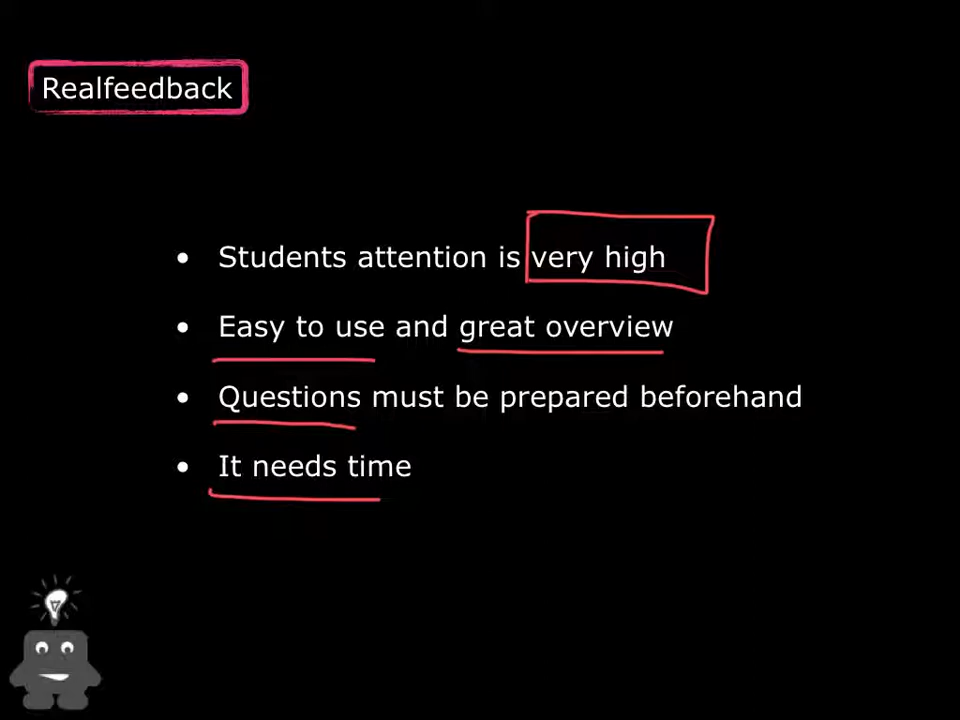 Realfeedback
• Students attention is very high
• Easy to use and great overview
• Questions must be prepared beforehand
• It needs time